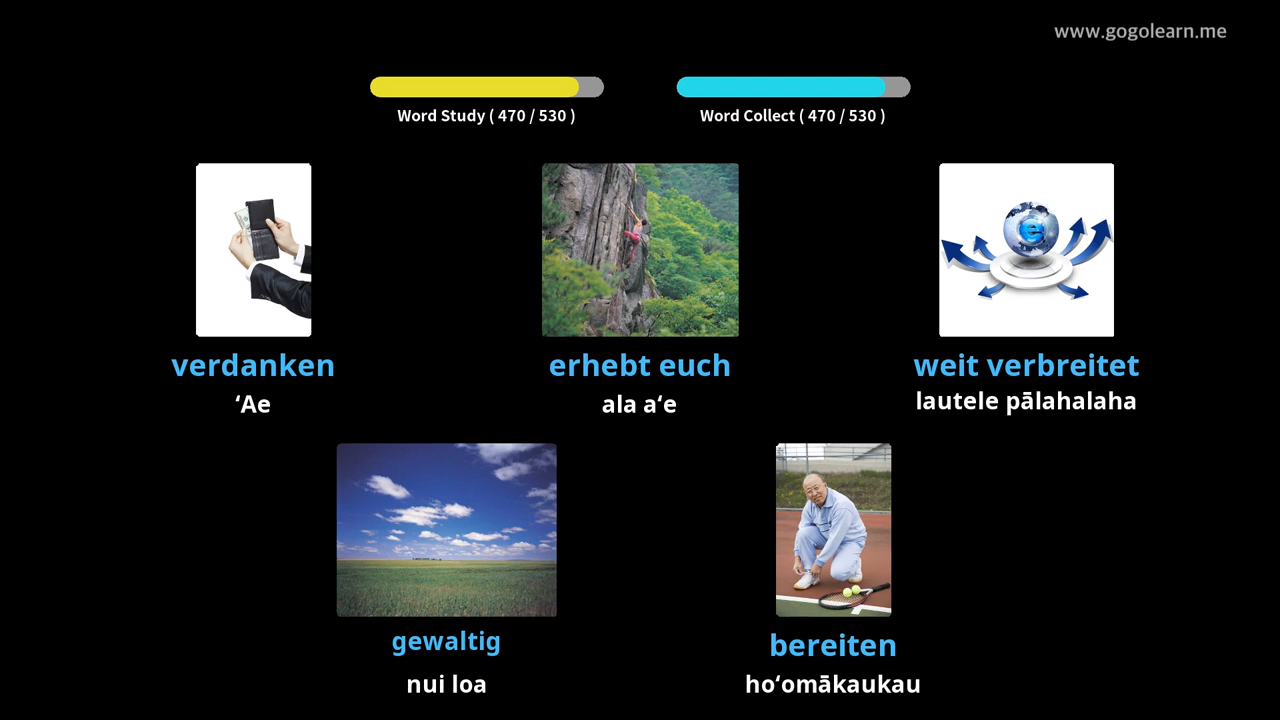 www.gogolearn.me
Word Study ( 470 / 530 )
Word Collect ( 470 / 530 )
verdanken
ʻAe
erhebt euch
ala aʻe
weit verbreitet
lautele pālahalaha
gewaltig
nui loa
bereiten
hoʻomākaukau